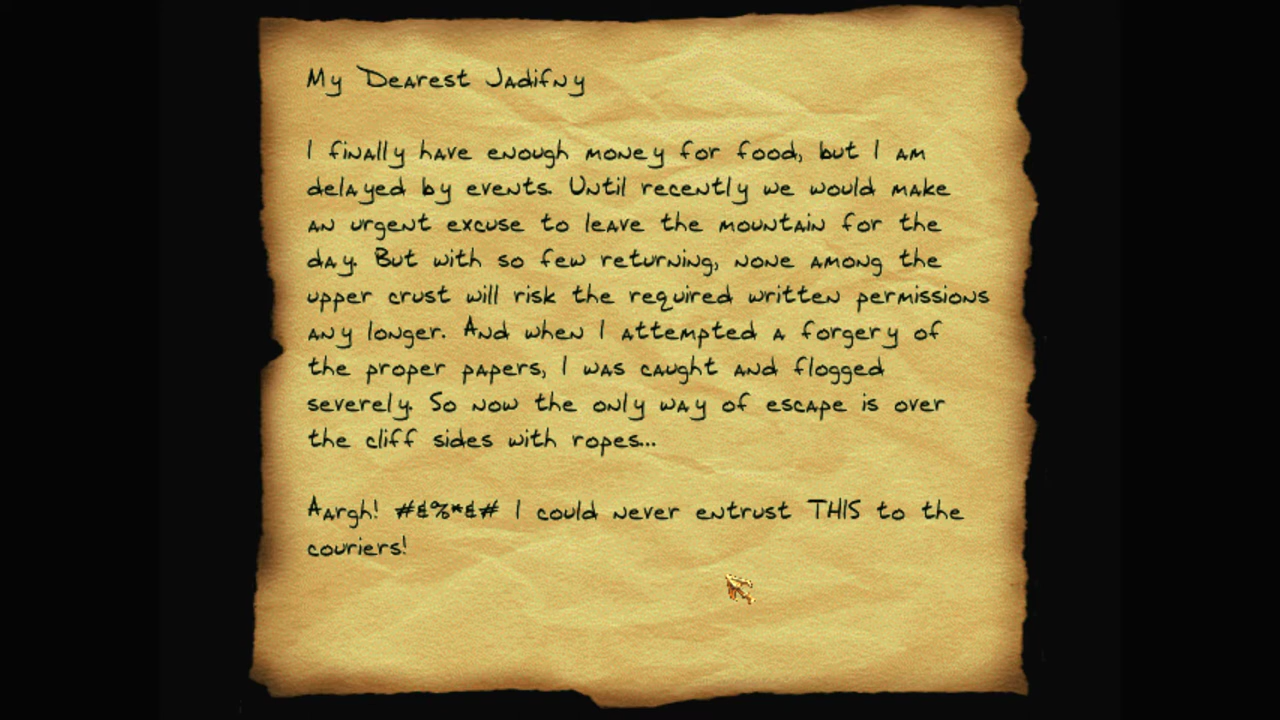 My Dearest Jadifny
I finally have enough money for food, but I am
delayed by events. Until recently we would make
an urgent excuse to leave the mountain for the
day. But with so few returning, none among the
upper crust will risk the required written permissions
any longer. And when I attempted a forgery of
the proper papers, I was caught and flogged
severely. So now the only way of escape is over
the cliff sides with ropes...
Aargh! #&%*&# I could never entrust THIS to the
couriers!